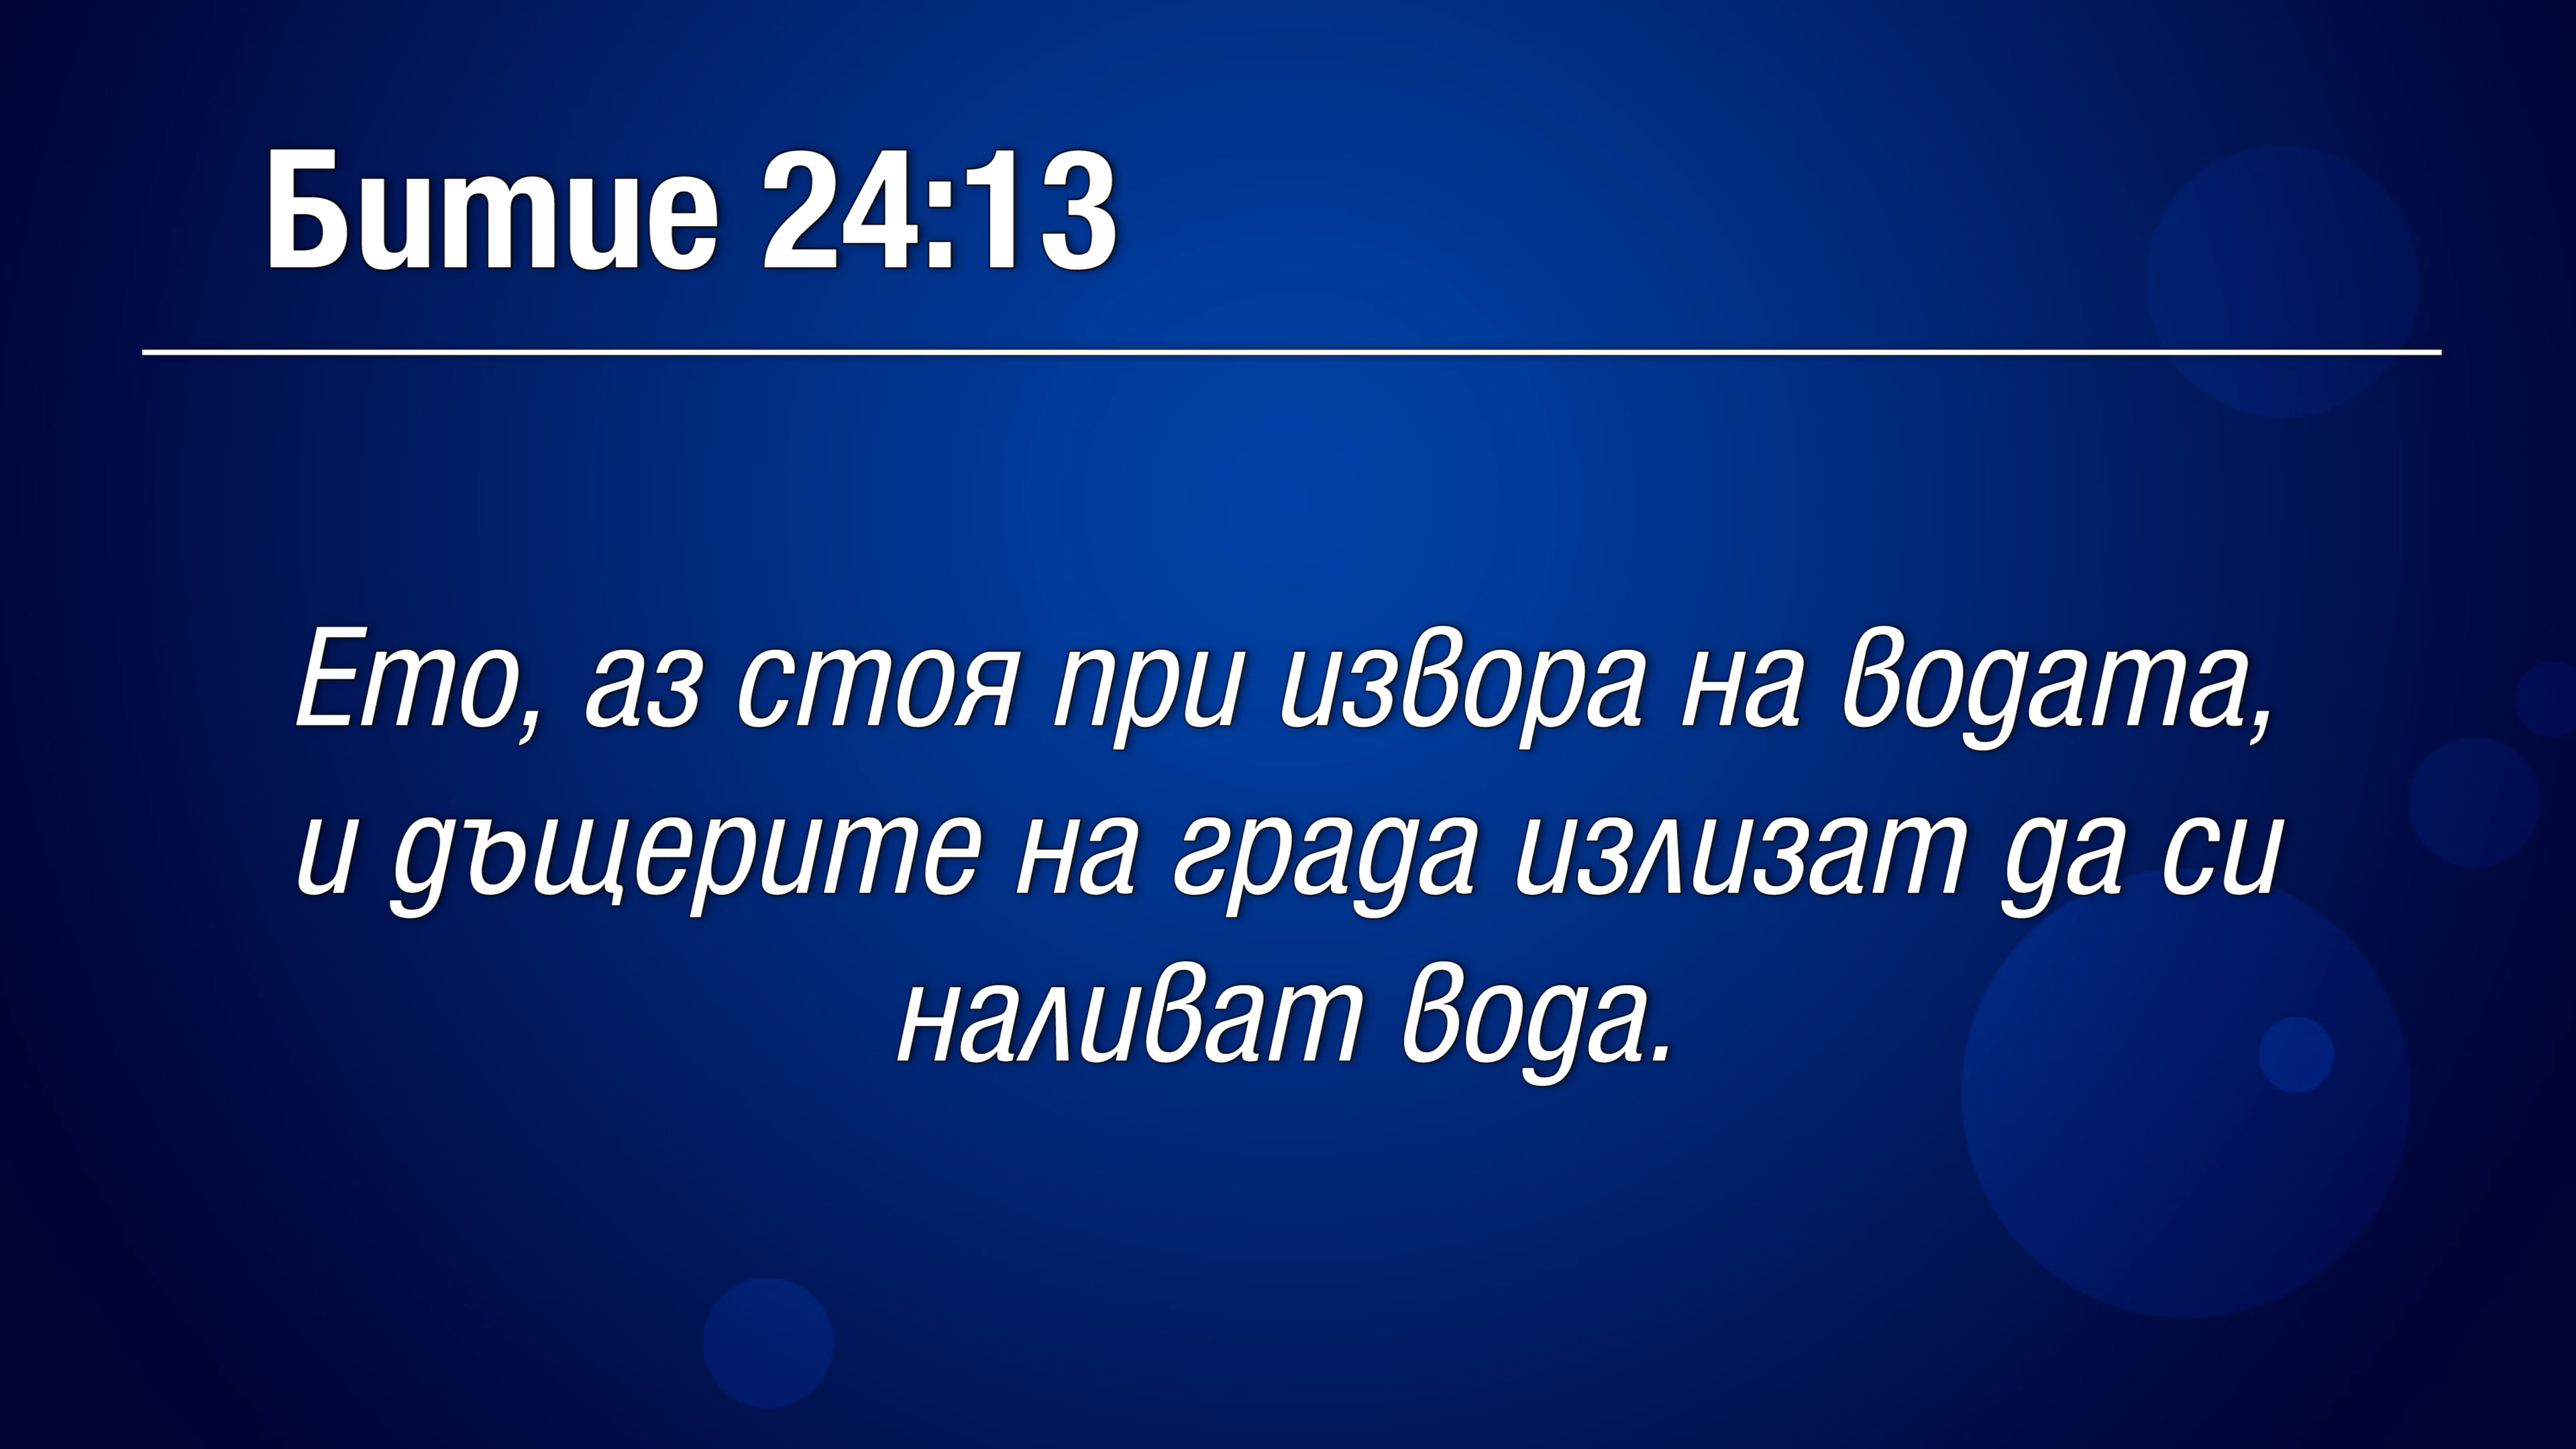 Битие 24:13
Ето, аз стоя при извора на водата,
и дъщерите на града излизат да си
наливат вода.